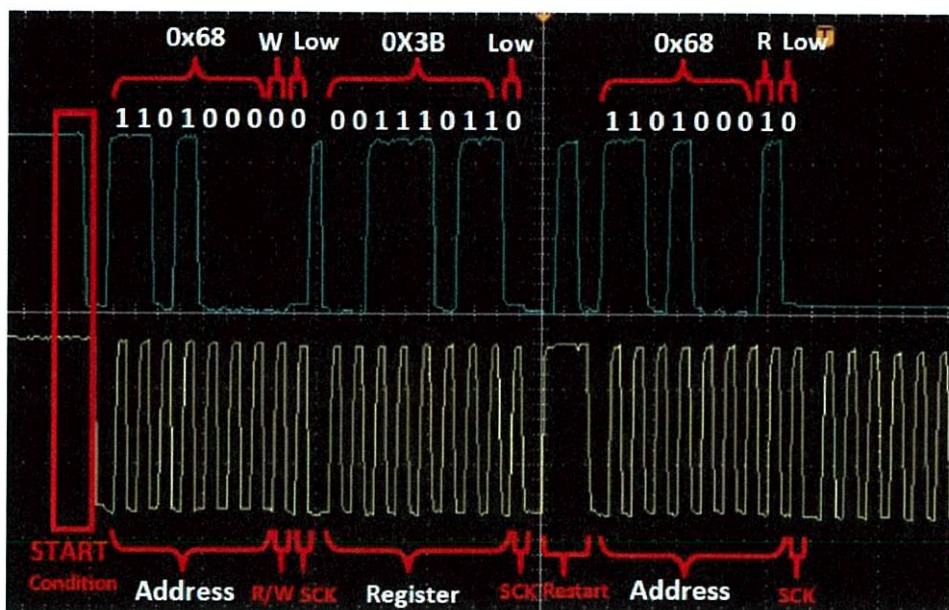 0x68 W Low 0X3B Low 0x68 R Low
T
110100000 001110110 110100010
START
Condition Address R/W SCK Register SCK Restart Address SCK